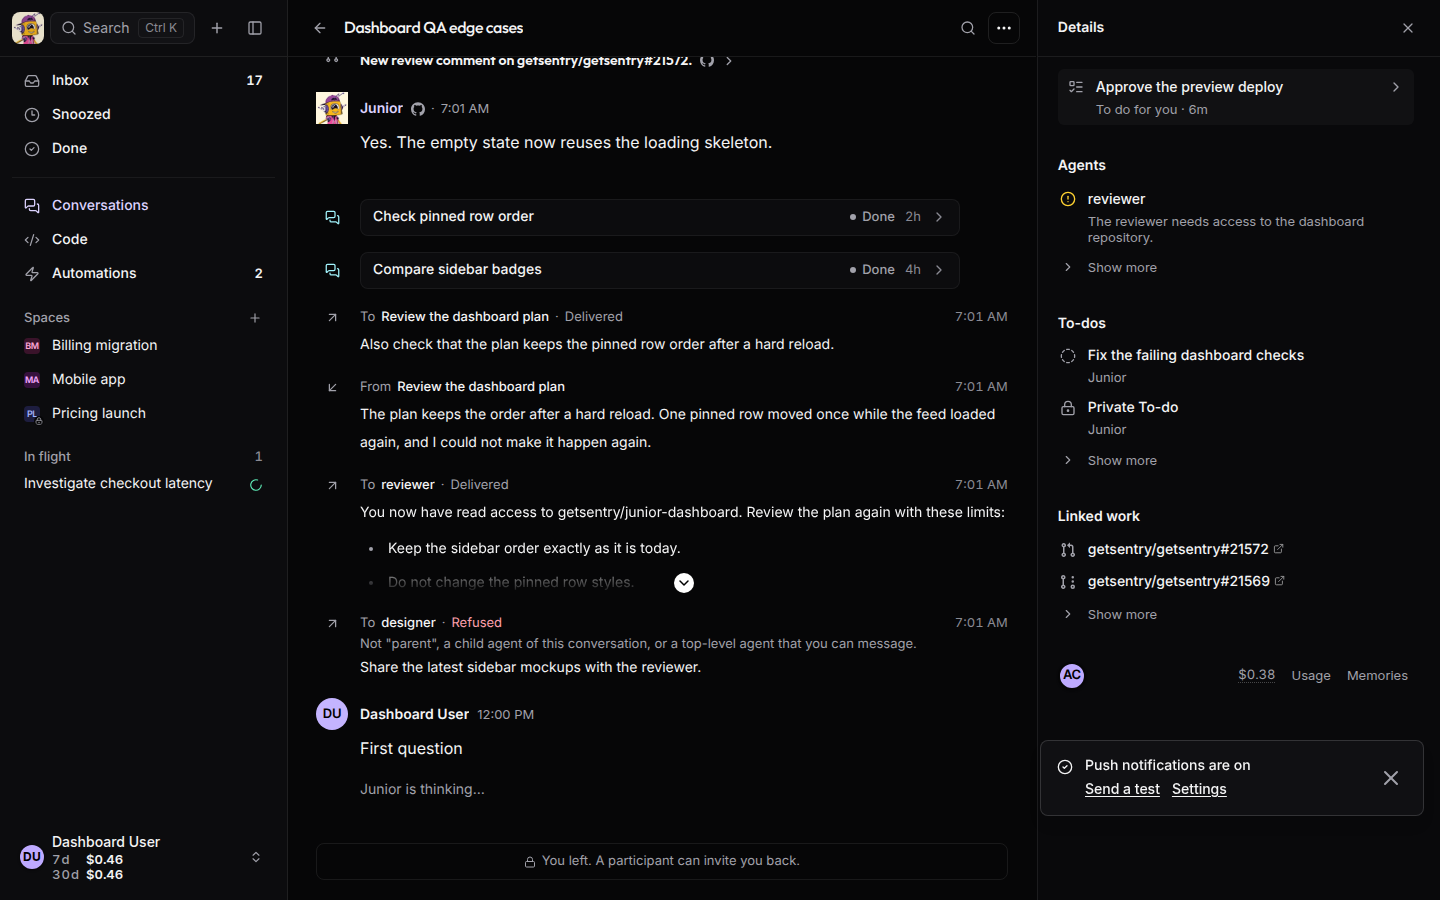 Search Ctrl K
Inbox 17
Snoozed
Done
Conversations
Code
Automations 2
Spaces
BM Billing migration
MA Mobile app
PL Pricing launch
In flight 1
Investigate checkout latency
DU Dashboard User
7d $0.46
30d $0.46
Dashboard QA edge cases
New review comment on getsentry/getsentry#21572.
Junior · 7:01 AM
Yes. The empty state now reuses the loading skeleton.
Check pinned row order Done 2h
Compare sidebar badges Done 4h
To Review the dashboard plan · Delivered 7:01 AM
Also check that the plan keeps the pinned row order after a hard reload.
From Review the dashboard plan 7:01 AM
The plan keeps the order after a hard reload. One pinned row moved once while the feed loaded
again, and I could not make it happen again.
To reviewer · Delivered 7:01 AM
You now have read access to getsentry/junior-dashboard. Review the plan again with these limits:
• Keep the sidebar order exactly as it is today.
• Do not change the pinned row styles.
To designer · Refused 7:01 AM
Not "parent", a child agent of this conversation, or a top-level agent that you can message.
Share the latest sidebar mockups with the reviewer.
DU Dashboard User 12:00 PM
First question
Junior is thinking...
You left. A participant can invite you back.
Details
Approve the preview deploy
To do for you · 6m
Agents
reviewer
The reviewer needs access to the dashboard
repository.
Show more
To-dos
Fix the failing dashboard checks
Junior
Private To-do
Junior
Show more
Linked work
getsentry/getsentry#21572
getsentry/getsentry#21569
Show more
AC $0.38 Usage Memories
Push notifications are on
Send a test Settings